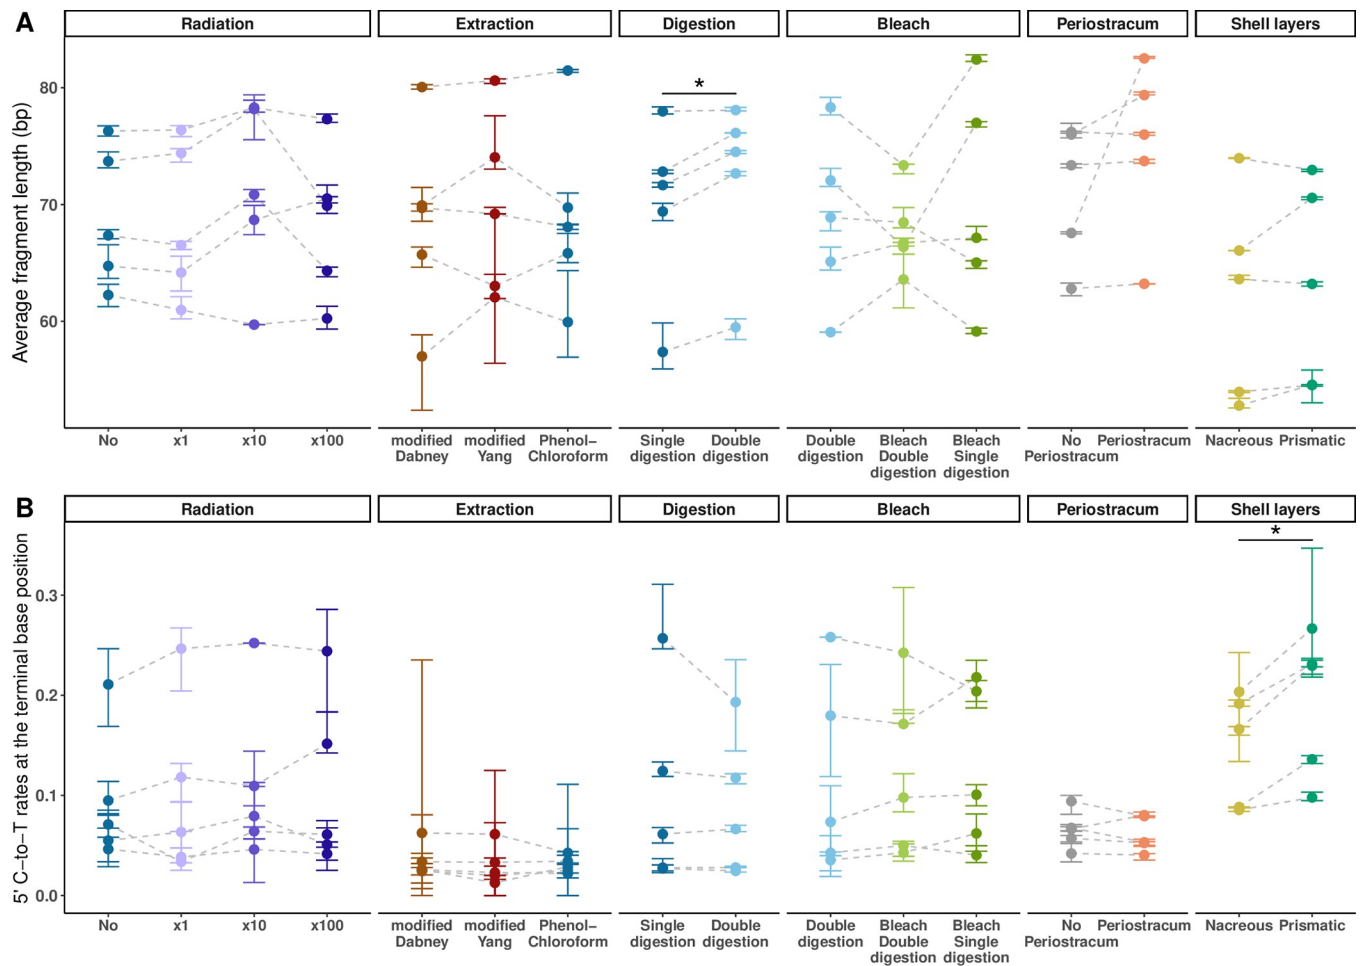 A
Radiation
Extraction
Digestion
Bleach
Periostracum
Shell layers
Average fragment length (bp)
80
70
60
*
No
x1
x10
x100
modified
Dabney
modified
Yang
Phenol–
Chloroform
Single
digestion
Double
digestion
Double
digestion
Bleach
Double
digestion
Bleach
Single
digestion
No
Periostracum
Periostracum
Nacreous
Prismatic
B
Radiation
Extraction
Digestion
Bleach
Periostracum
Shell layers
5' C–to–T rates at the terminal base position
0.3
0.2
0.1
0.0
*
No
x1
x10
x100
modified
Dabney
modified
Yang
Phenol–
Chloroform
Single
digestion
Double
digestion
Double
digestion
Bleach
Double
digestion
Bleach
Single
digestion
No
Periostracum
Periostracum
Nacreous
Prismatic